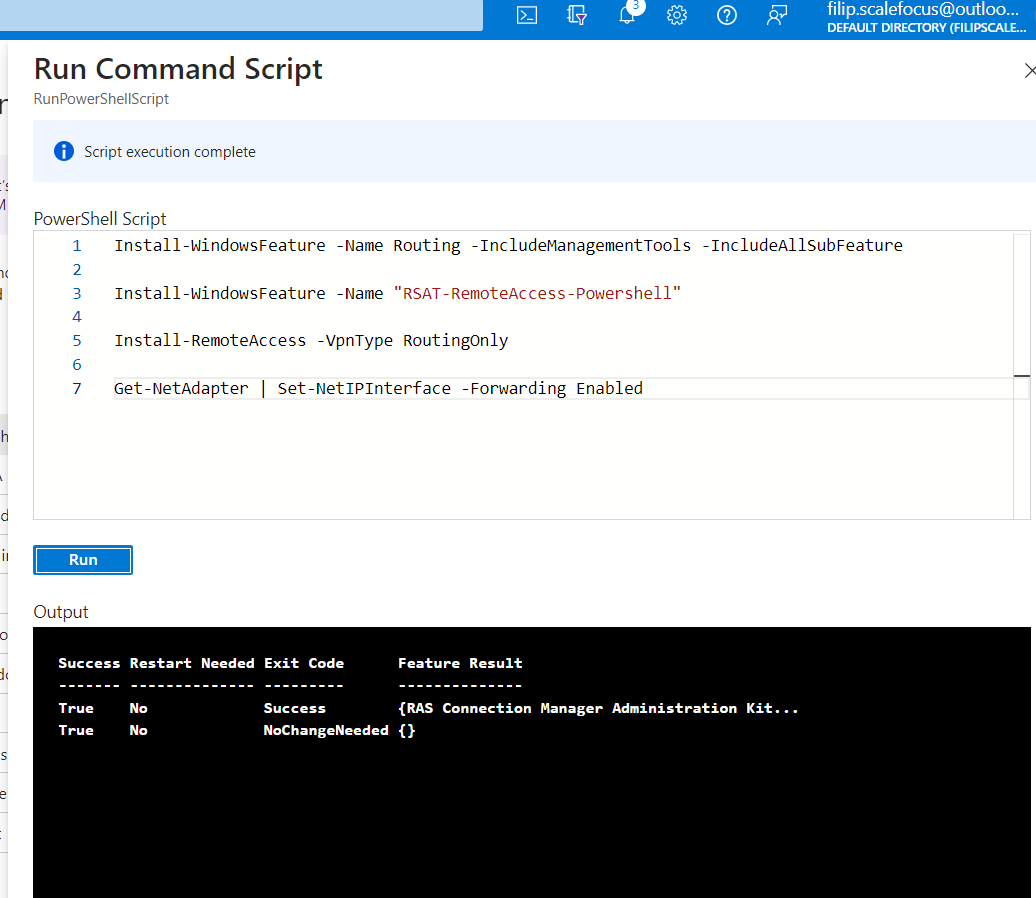 3
filip.scalefocus@outloo...
DEFAULT DIRECTORY (FILIPSCALE...
Run Command Script
RunPowerShellScript
Script execution complete
PowerShell Script
1 Install-WindowsFeature -Name Routing -IncludeManagementTools -IncludeAllSubFeature
2
3 Install-WindowsFeature -Name "RSAT-RemoteAccess-Powershell"
4
5 Install-RemoteAccess -VpnType RoutingOnly
6
7 Get-NetAdapter | Set-NetIPInterface -Forwarding Enabled
Run
Output
Success Restart Needed Exit Code Feature Result
------- -------------- --------- --------------
True No Success {RAS Connection Manager Administration Kit...
True No NoChangeNeeded {}